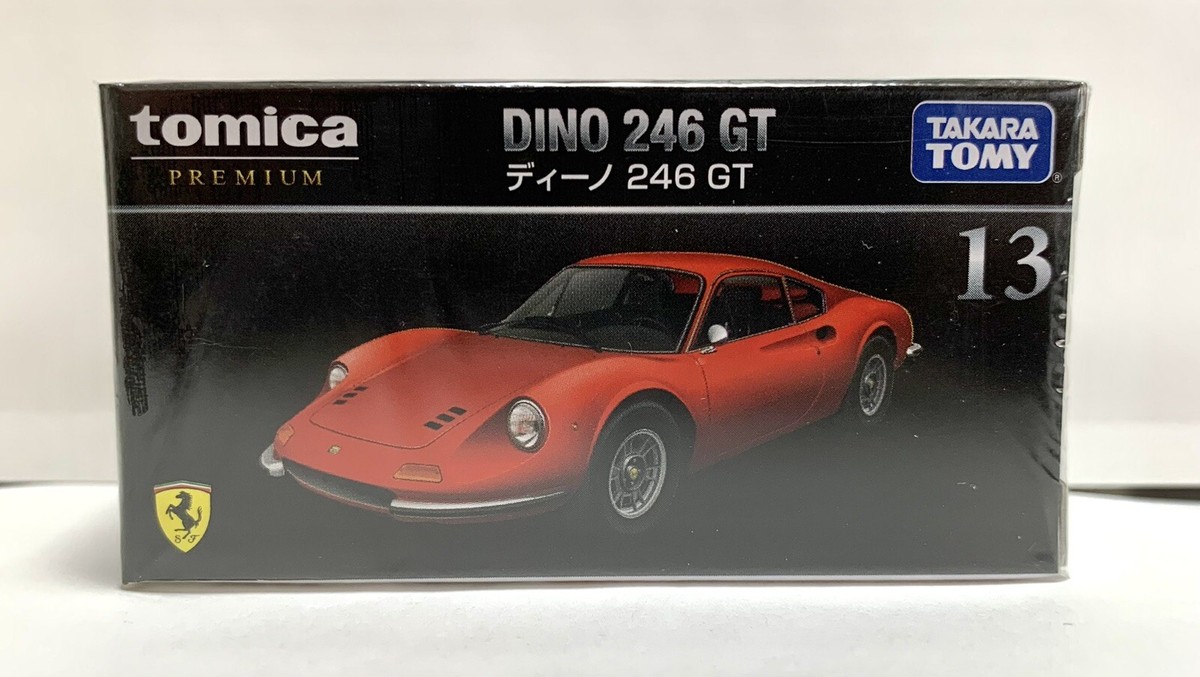 tomica
PREMIUM
DINO 246 GT
ディーノ 246 GT
TAKARA
TOMY
®
13
S F